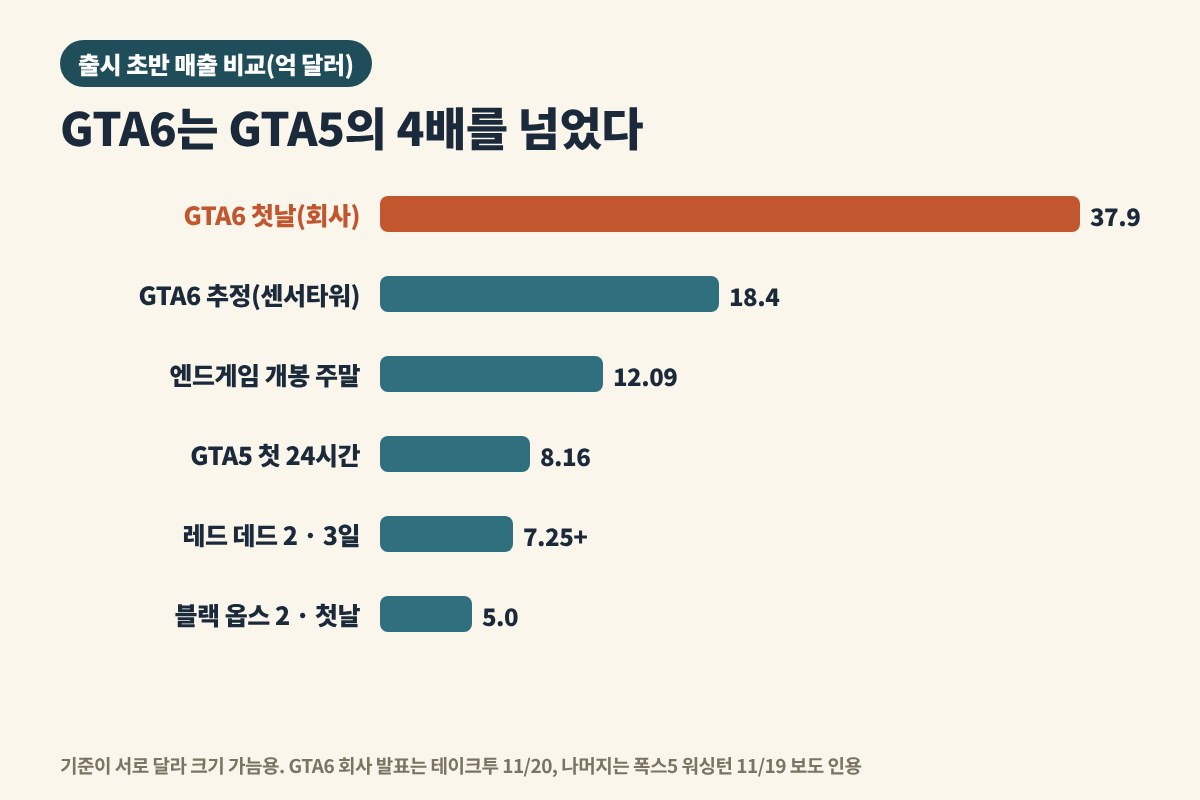 출시 초반 매출 비교(억 달러)
GTA6는 GTA5의 4배를 넘었다
GTA6 첫날(회사) 37.9
GTA6 추정(센서타워) 18.4
엔드게임 개봉 주말 12.09
GTA5 첫 24시간 8.16
레드 데드 2 · 3일 7.25+
블랙 옵스 2 · 첫날 5.0
기준이 서로 달라 크기 가늠용. GTA6 회사 발표는 테이크투 11/20, 나머지는 폭스5 워싱턴 11/19 보도 인용